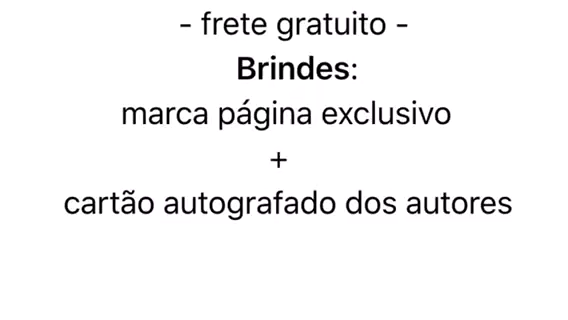 - frete gratuito -
Brindes:
marca página exclusivo
+
cartão autografado dos autores